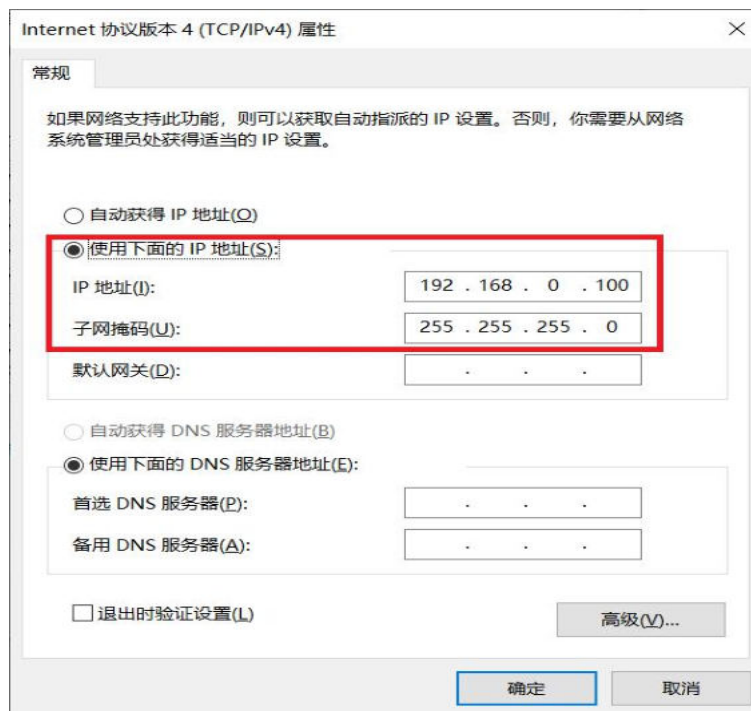 Internet 协议版本 4 (TCP/IPv4) 属性
常规
如果网络支持此功能，则可以获取自动指派的 IP 设置。否则，你需要从网络
系统管理员处获得适当的 IP 设置。
自动获得 IP 地址(O)
使用下面的 IP 地址(S):
IP 地址(I): 192 . 168 . 0 . 100
子网掩码(U): 255 . 255 . 255 . 0
默认网关(D): . . .
自动获得 DNS 服务器地址(B)
使用下面的 DNS 服务器地址(E):
首选 DNS 服务器(P): . . .
备用 DNS 服务器(A): . . .
退出时验证设置(L)
高级(V)...
确定 取消